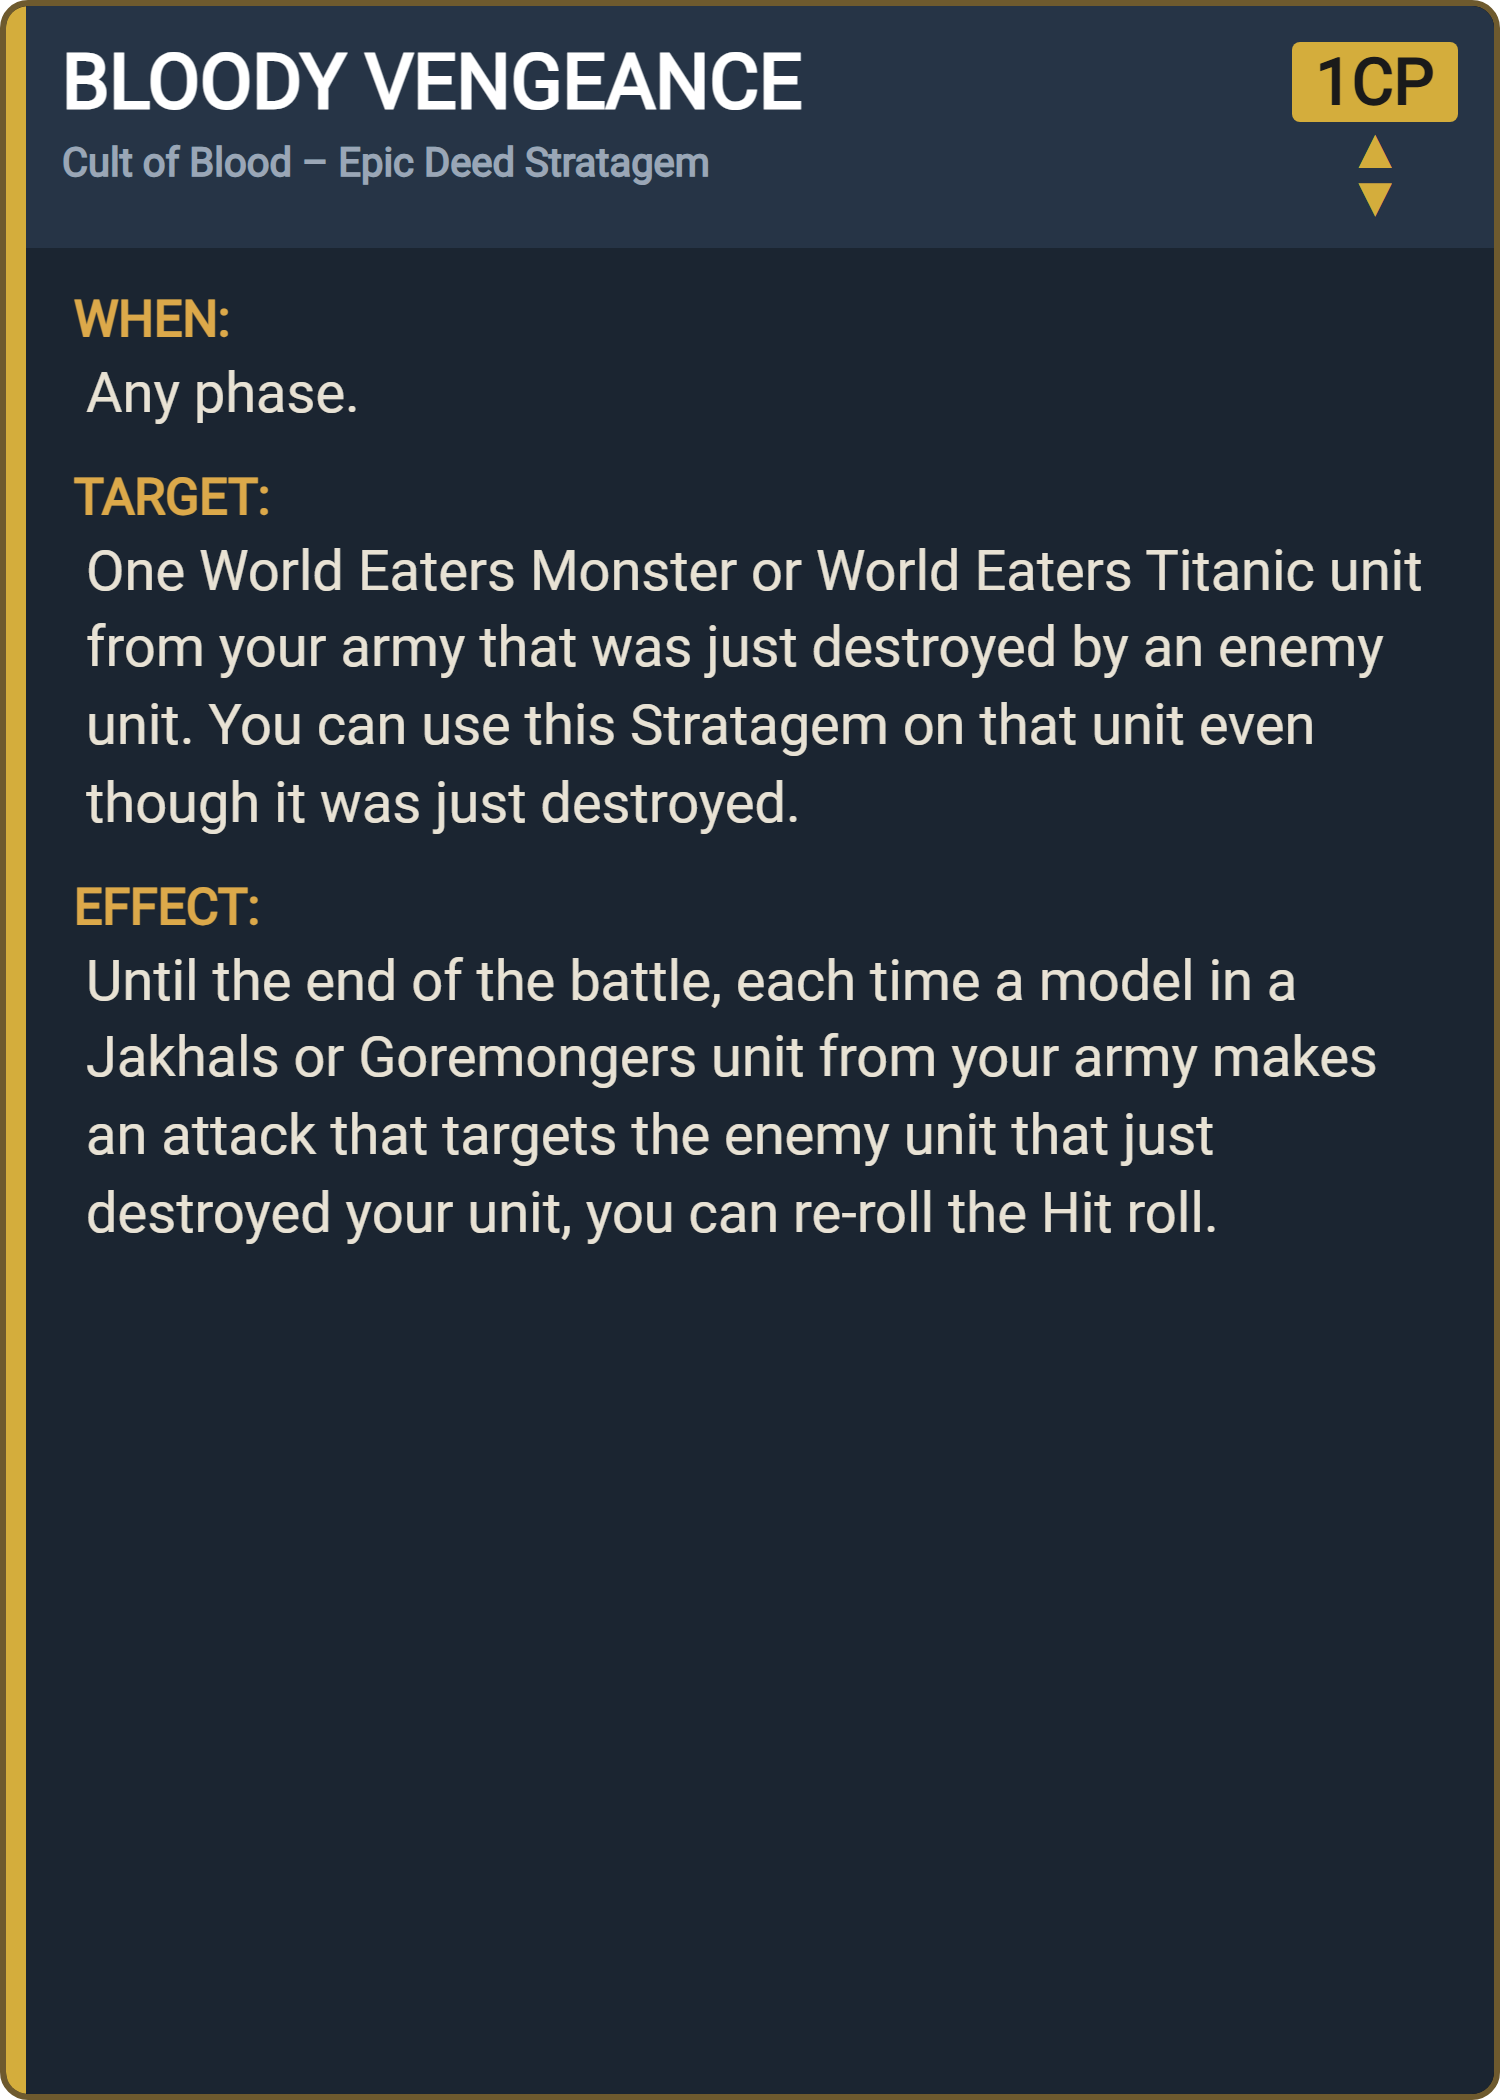 BLOODY VENGEANCE
1CP
Cult of Blood – Epic Deed Stratagem
WHEN:
Any phase.
TARGET:
One World Eaters Monster or World Eaters Titanic unit
from your army that was just destroyed by an enemy
unit. You can use this Stratagem on that unit even
though it was just destroyed.
EFFECT:
Until the end of the battle, each time a model in a
Jakhals or Goremongers unit from your army makes
an attack that targets the enemy unit that just
destroyed your unit, you can re-roll the Hit roll.